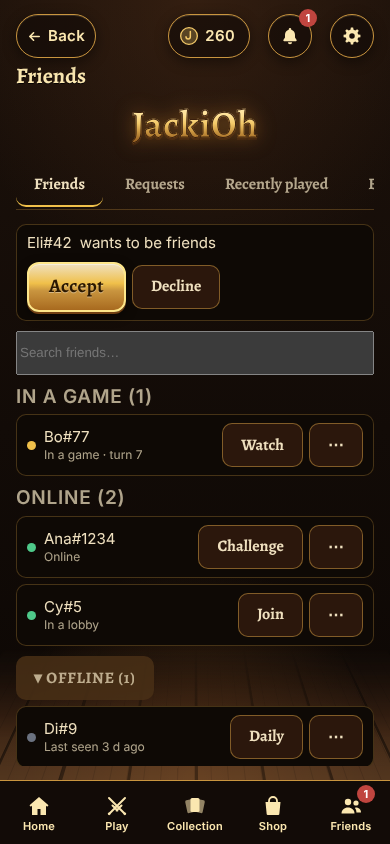 ← Back
J 260
1
Friends
JackiOh
Friends Requests Recently played
Eli#42 wants to be friends
Accept Decline
Search friends…
IN A GAME (1)
Bo#77
In a game · turn 7
Watch ···
ONLINE (2)
Ana#1234
Online
Challenge ···
Cy#5
In a lobby
Join ···
▾ OFFLINE (1)
Di#9
Last seen 3 d ago
Daily ···
1
Home Play Collection Shop Friends